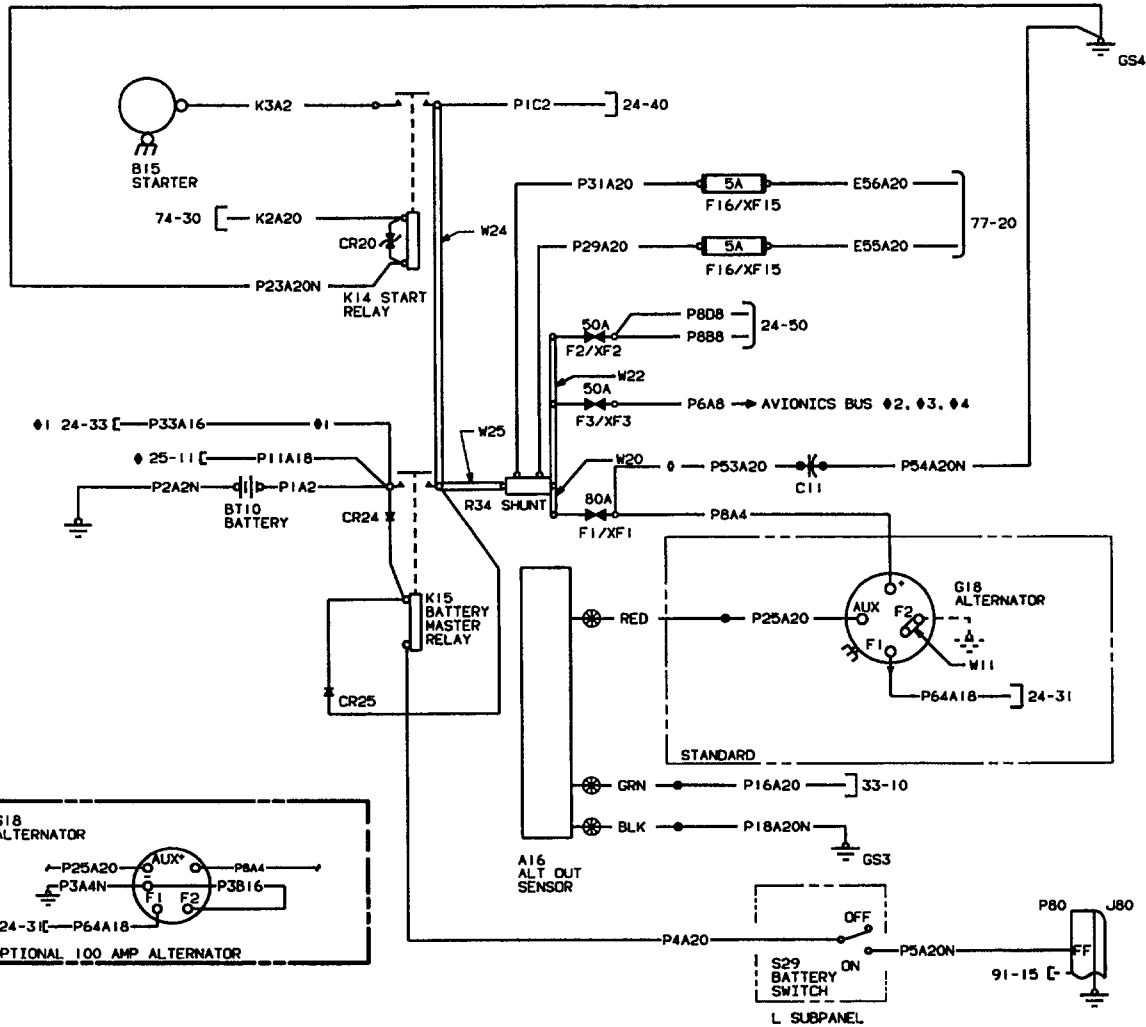 GS4
K3A2
P1C2
24-40
B15
STARTER
P31A20
5A
E56A20
F16/XF15
77-20
74-30
K2A20
W24
CR20
P29A20
5A
E55A20
F16/XF15
P23A20N
K14 START
RELAY
50A
P8D8
P8B8
24-50
F2/XF2
W22
50A
P6A8
AVIONICS BUS ♦2, ♦3, ♦4
F3/XF3
♦1 24-33
P33A16
♦1
W25
W20
♦ 25-11
P11A18
P53A20
P54A20N
C11
P2A2N
P1A2
BT10
BATTERY
R34 SHUNT
80A
F1/XF1
P8A4
CR24
K15
BATTERY
MASTER
RELAY
CR25
RED
P25A20
AUX
+
F2
F1
G18
ALTERNATOR
W11
P64A18
24-31
STANDARD
GRN
P16A20
33-10
BLK
P18A20N
GS3
A16
ALT OUT
SENSOR
G18
ALTERNATOR
P25A20
AUX+
P8A4
P3A4N
-
P3B16
F1
F2
24-31
P64A18
OPTIONAL 100 AMP ALTERNATOR
P4A20
OFF
ON
S29
BATTERY
SWITCH
L SUBPANEL
P5A20N
P80
J80
FF
91-15